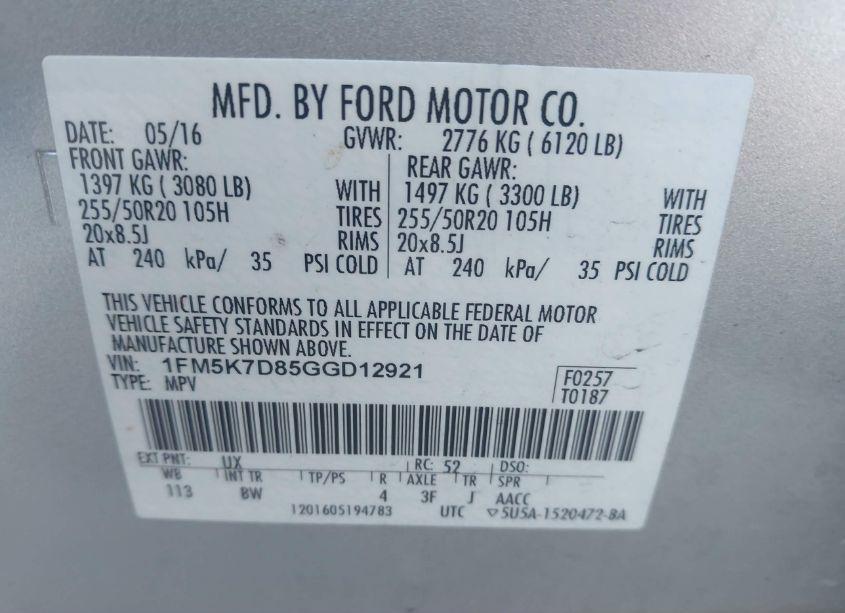 MFD. BY FORD MOTOR CO.
DATE: 05/16 GVWR: 2776 KG ( 6120 LB)
FRONT GAWR: REAR GAWR:
1397 KG ( 3080 LB) WITH 1497 KG ( 3300 LB) WITH
255/50R20 105H TIRES 255/50R20 105H TIRES
20x8.5J RIMS 20x8.5J RIMS
AT 240 kPa/ 35 PSI COLD AT 240 kPa/ 35 PSI COLD
THIS VEHICLE CONFORMS TO ALL APPLICABLE FEDERAL MOTOR
VEHICLE SAFETY STANDARDS IN EFFECT ON THE DATE OF
MANUFACTURE SHOWN ABOVE.
VIN: 1FM5K7D85GGD12921 F0257
TYPE: MPV T0187
EXT PNT: UX RC: 52 DSO:
WB INT TR TP/PS R AXLE TR SPR
113 BW 4 3F J AACC
1201605194783 UTC ▽5U5A-1520472-BA